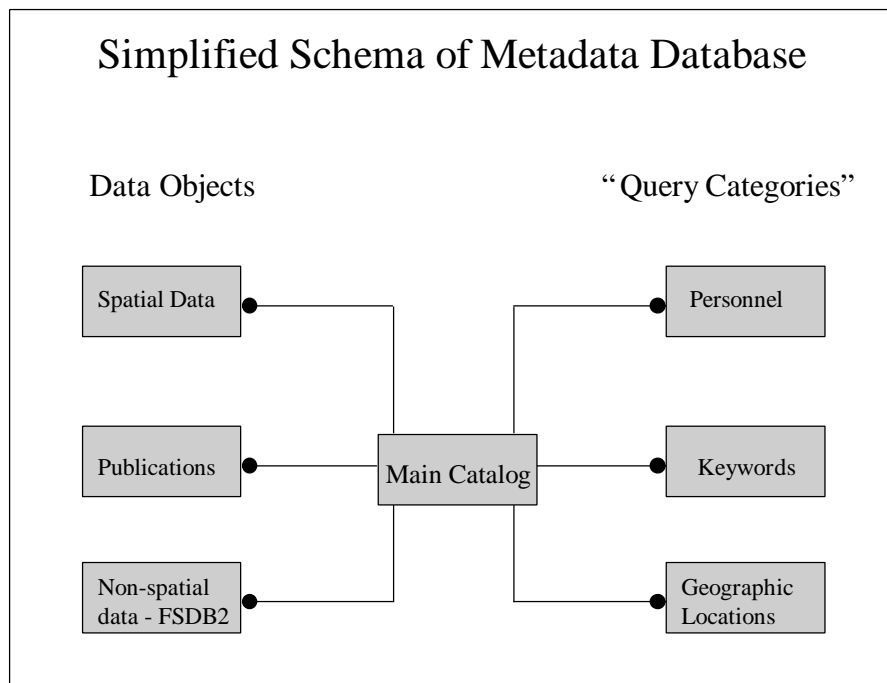 Simplified Schema of Metadata Database
Data Objects
“Query Categories”
Spatial Data
Personnel
Publications
Main Catalog
Keywords
Non-spatial
data - FSDB2
Geographic
Locations